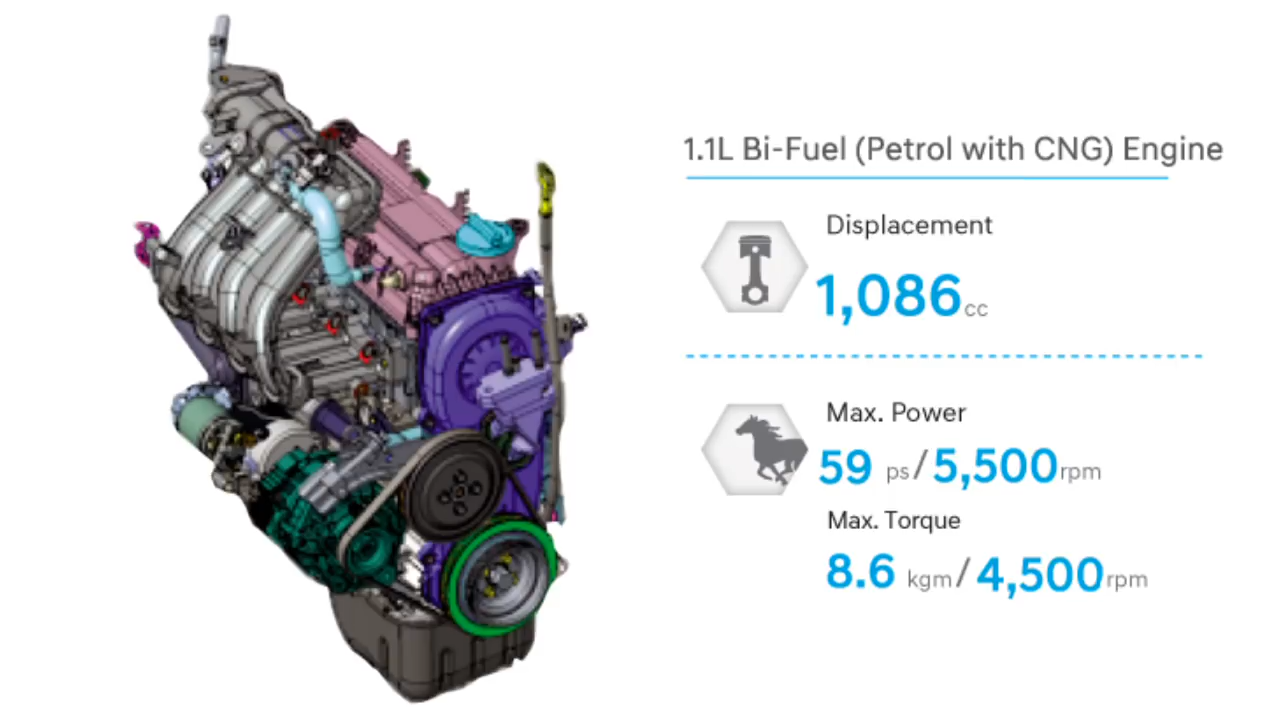 1.1L Bi-Fuel (Petrol with CNG) Engine
Displacement
1,086cc
Max. Power
59 ps/5,500rpm
Max. Torque
8.6 kgm/4,500rpm